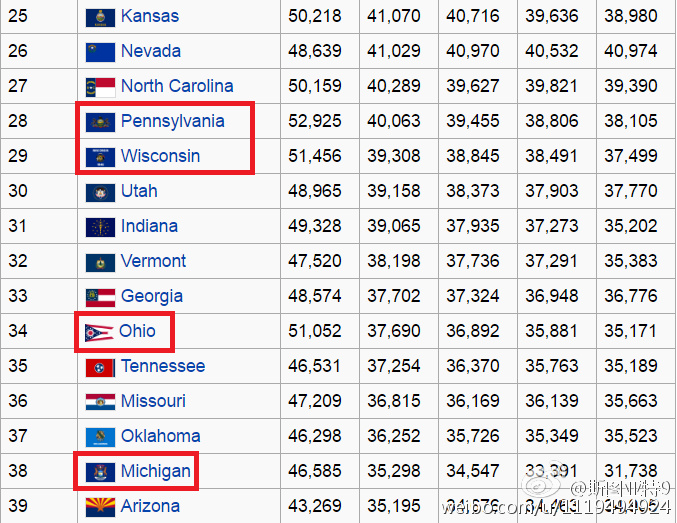 25 Kansas 50,218 41,070 40,716 39,636 38,980
26 Nevada 48,639 41,029 40,970 40,532 40,974
27 North Carolina 50,159 40,289 39,627 39,821 39,390
28 Pennsylvania 52,925 40,063 39,455 38,806 38,105
29 Wisconsin 51,456 39,308 38,845 38,491 37,499
30 Utah 48,965 39,158 38,373 37,903 37,770
31 Indiana 49,328 39,065 37,935 37,273 35,202
32 Vermont 47,520 38,198 37,736 37,291 35,383
33 Georgia 48,574 37,702 37,324 36,948 36,776
34 Ohio 51,052 37,690 36,892 35,881 35,171
35 Tennessee 46,531 37,254 36,370 35,763 35,189
36 Missouri 47,209 36,815 36,169 36,139 35,663
37 Oklahoma 46,298 36,252 35,726 35,349 35,523
38 Michigan 46,585 35,298 34,547 33,391 31,738
39 Arizona 43,269 35,195